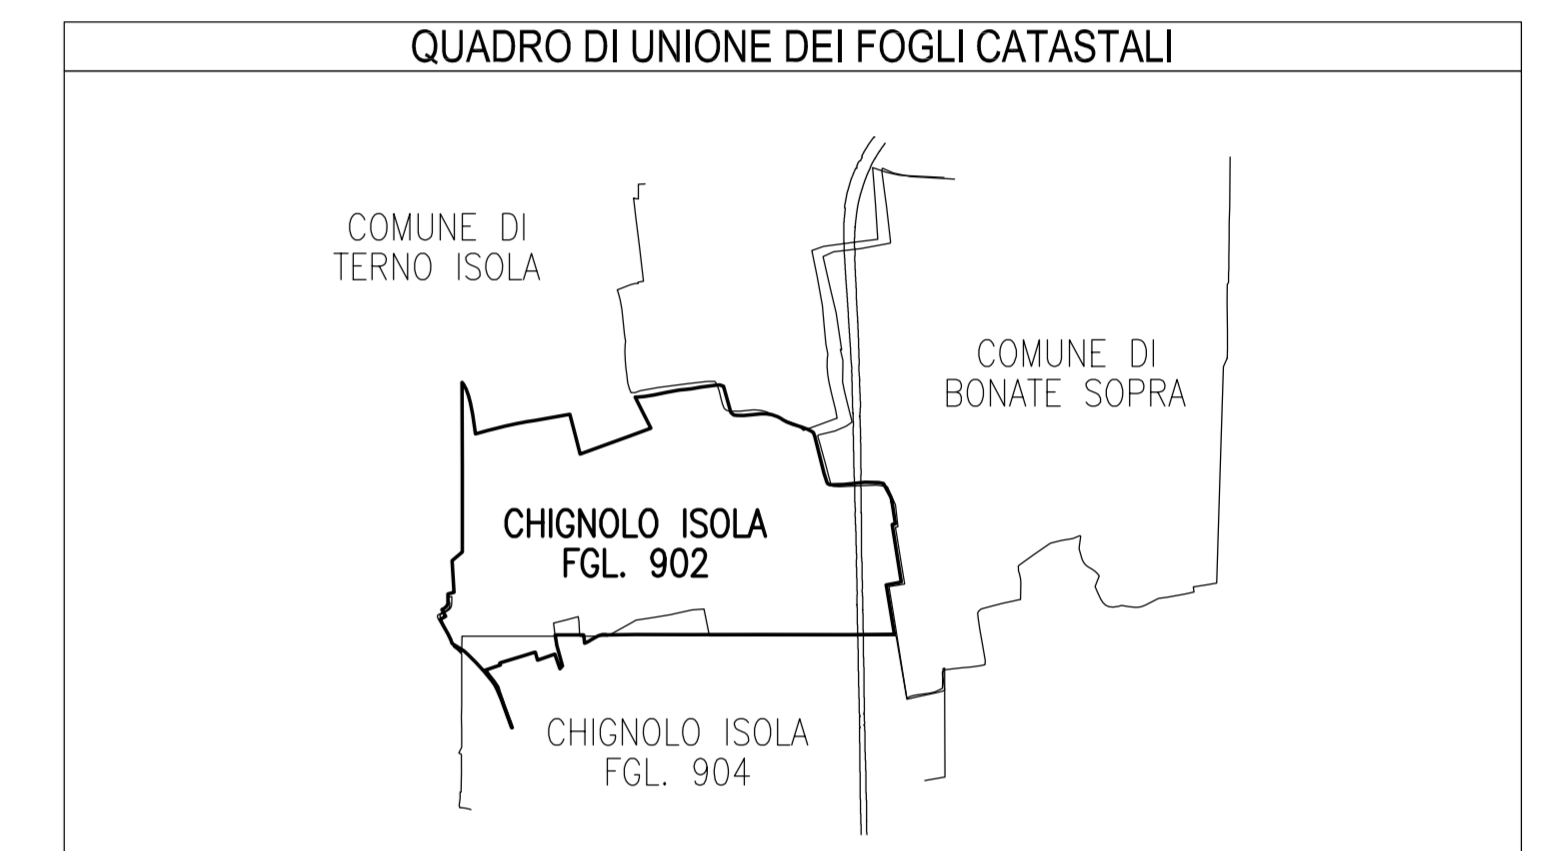 QUADRO DI UNIONE DEI FOGLI CATASTALI
COMUNE DI
TERNO ISOLA
COMUNE DI
BONATE SOPRA
CHIGNOLO ISOLA
FGL. 902
CHIGNOLO ISOLA
FGL. 904